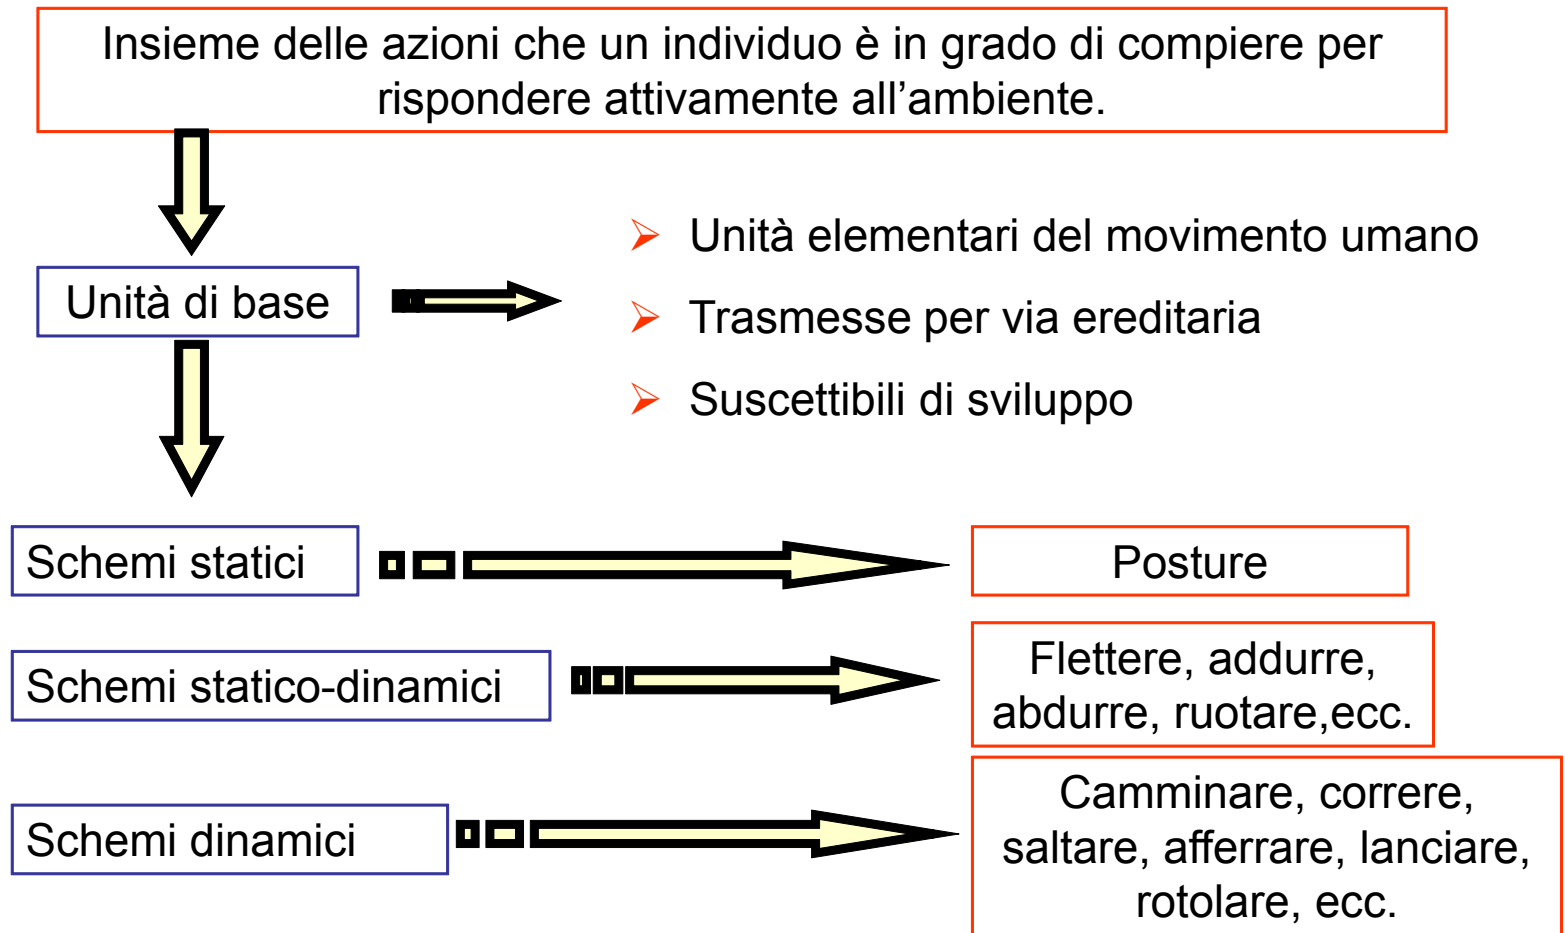 Insieme delle azioni che un individuo è in grado di compiere per
rispondere attivamente all’ambiente.
Unità di base
Unità elementari del movimento umano
Trasmesse per via ereditaria
Suscettibili di sviluppo
Schemi statici
Posture
Schemi statico-dinamici
Flettere, addurre,
abdurre, ruotare,ecc.
Schemi dinamici
Camminare, correre,
saltare, afferrare, lanciare,
rotolare, ecc.